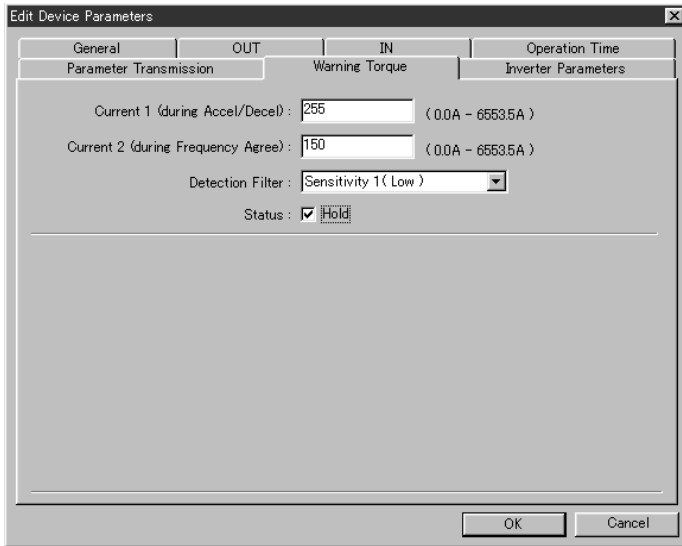 Edit Device Parameters
General OUT IN Operation Time
Parameter Transmission Warning Torque Inverter Parameters
Current 1 (during Accel/Decel) : 255 ( 0.0A - 6553.5A )
Current 2 (during Frequency Agree) : 150 ( 0.0A - 6553.5A )
Detection Filter : Sensitivity 1( Low )
Status : Hold
OK Cancel